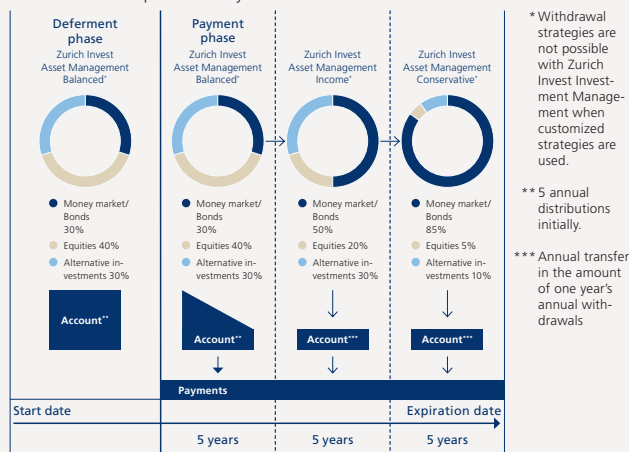 Deferment
phase
Zurich Invest
Asset Management
Balanced*
Money market/
Bonds
30%
Equities 40%
Alternative in-
vestments 30%
Account**
Payment
phase
Zurich Invest
Asset Management
Balanced*
Money market/
Bonds
30%
Equities 40%
Alternative in-
vestments 30%
Account**
Zurich Invest
Asset Management
Income*
Money market/
Bonds
50%
Equities 20%
Alternative in-
vestments 30%
Account***
Zurich Invest
Asset Management
Conservative*
Money market/
Bonds
85%
Equities 5%
Alternative in-
vestments 10%
Account***
Payments
Start date
Expiration date
5 years
5 years
5 years
* Withdrawal
strategies are
not possible
with Zurich
Invest Invest-
ment Manage-
ment when
customized
strategies are
used.
** 5 annual
distributions
initially.
*** Annual transfer
in the amount
of one year's
annual with-
drawals